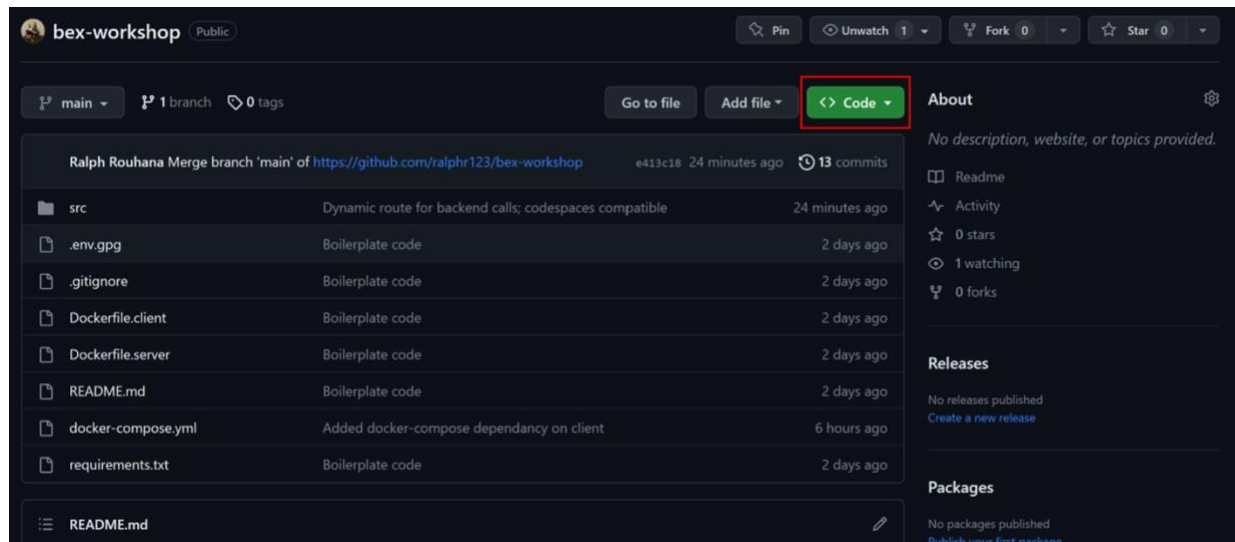 bex-workshop Public
Pin Unwatch 1 Fork 0 Star 0
main 1 branch 0 tags Go to file Add file <> Code
Ralph Rouhana Merge branch 'main' of https://github.com/ralphr123/bex-workshop e413c18 24 minutes ago 13 commits
src Dynamic route for backend calls; codespaces compatible 24 minutes ago
.env.gpg Boilerplate code 2 days ago
.gitignore Boilerplate code 2 days ago
Dockerfile.client Boilerplate code 2 days ago
Dockerfile.server Boilerplate code 2 days ago
README.md Boilerplate code 2 days ago
docker-compose.yml Added docker-compose dependancy on client 6 hours ago
requirements.txt Boilerplate code 2 days ago
README.md
About
No description, website, or topics provided.
Readme
Activity
0 stars
1 watching
0 forks
Releases
No releases published
Create a new release
Packages
No packages published
Publish your first package